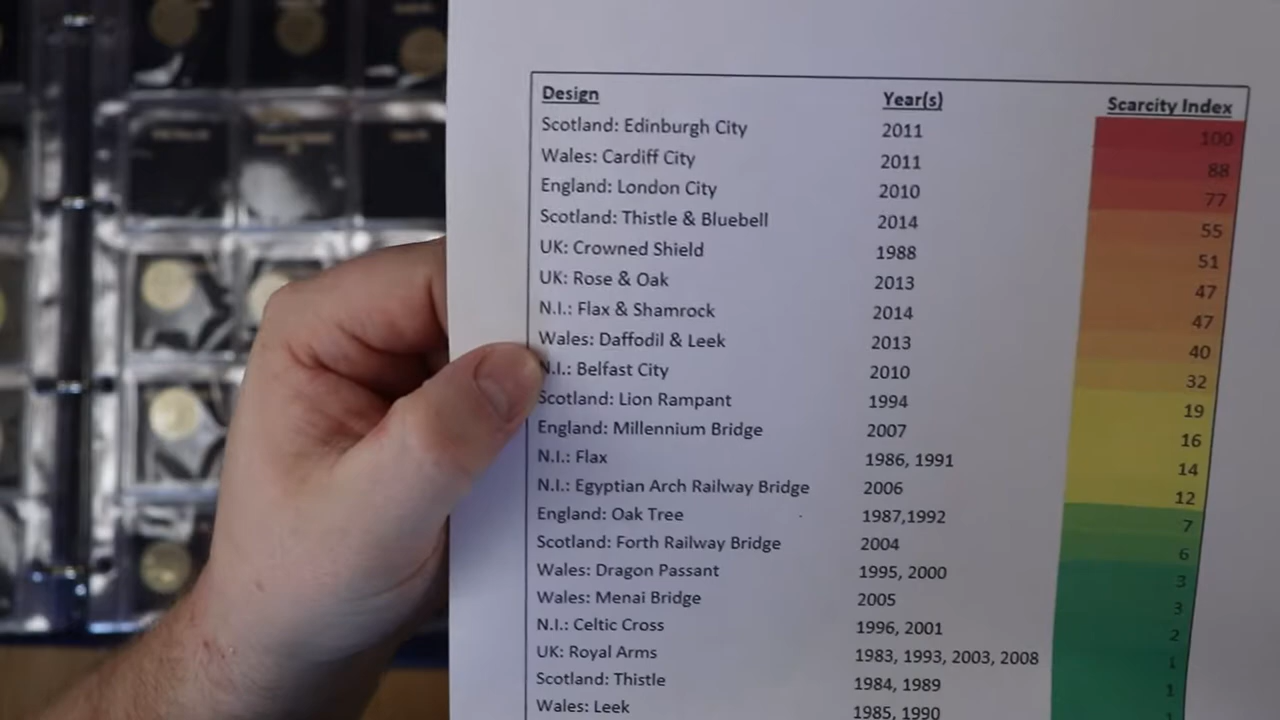 Design Year(s) Scarcity Index
Scotland: Edinburgh City 2011 100
Wales: Cardiff City 2011 88
England: London City 2010 77
Scotland: Thistle & Bluebell 2014 55
UK: Crowned Shield 1988 51
UK: Rose & Oak 2013 47
N.I.: Flax & Shamrock 2014 47
Wales: Daffodil & Leek 2013 40
N.I.: Belfast City 2010 32
Scotland: Lion Rampant 1994 19
England: Millennium Bridge 2007 16
N.I.: Flax 1986, 1991 14
N.I.: Egyptian Arch Railway Bridge 2006 12
England: Oak Tree 1987,1992 7
Scotland: Forth Railway Bridge 2004 6
Wales: Dragon Passant 1995, 2000 3
Wales: Menai Bridge 2005 3
N.I.: Celtic Cross 1996, 2001 2
UK: Royal Arms 1983, 1993, 2003, 2008 1
Scotland: Thistle 1984, 1989 1
Wales: Leek 1985, 1990 1